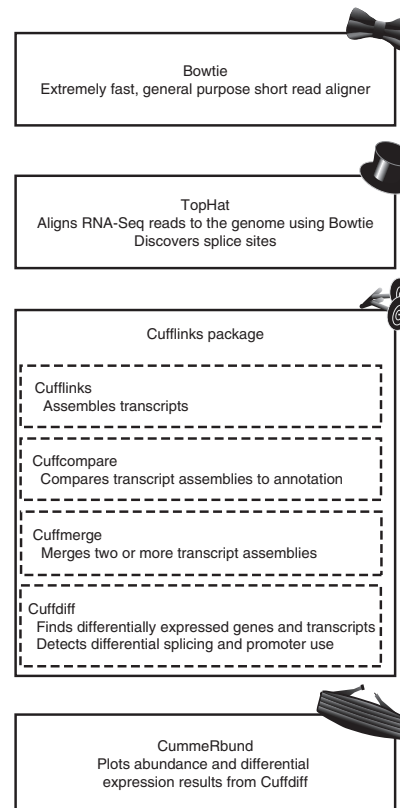 Bowtie
Extremely fast, general purpose short read aligner
TopHat
Aligns RNA-Seq reads to the genome using Bowtie
Discovers splice sites
Cufflinks package
Cufflinks
Assembles transcripts
Cuffcompare
Compares transcript assemblies to annotation
Cuffmerge
Merges two or more transcript assemblies
Cuffdiff
Finds differentially expressed genes and transcripts
Detects differential splicing and promoter use
CummeRbund
Plots abundance and differential
expression results from Cuffdiff